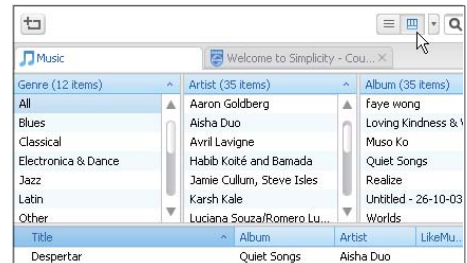 Music Welcome to Simplicity - Cou...
Genre (12 items) Artist (35 items) Album (35 items)
All Aaron Goldberg faye wong
Blues Aisha Duo Loving Kindness &
Classical Avril Lavigne Muso Ko
Electronica & Dance Habib Koité and Bamada Quiet Songs
Jazz Jamie Cullum, Steve Isles Realize
Latin Karsh Kale Untitled - 26-10-03
Other Luciana Souza/Romero Lu... Worlds
Title Album Artist LikeMu...
Despertar Quiet Songs Aisha Duo